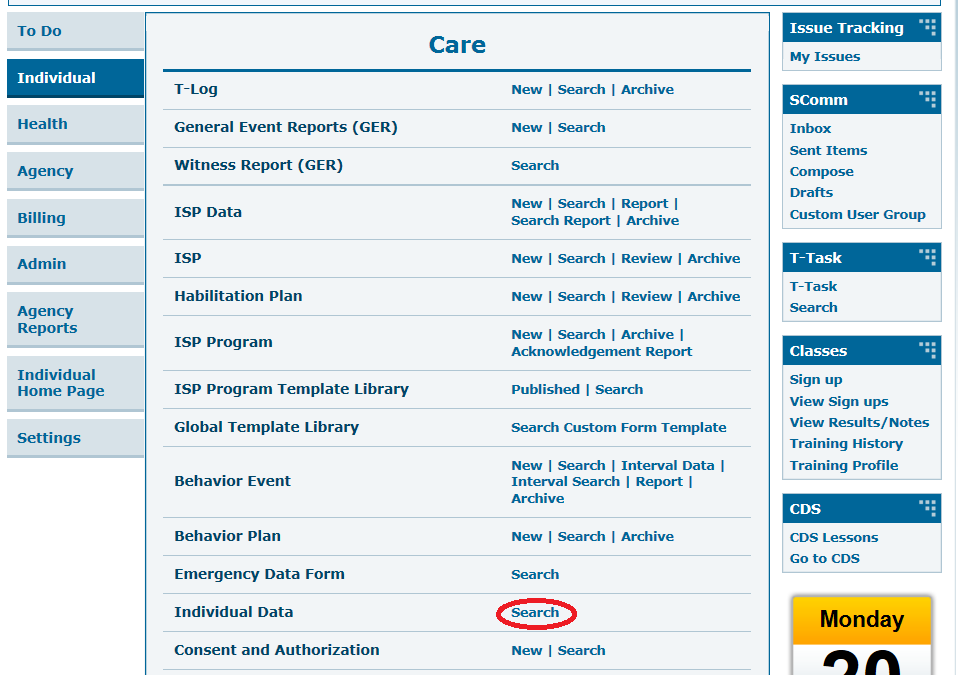 To Do
Individual
Health
Agency
Billing
Admin
Agency
Reports
Individual
Home Page
Settings
Care
T-Log New | Search | Archive
General Event Reports (GER) New | Search
Witness Report (GER) Search
ISP Data New | Search | Report |
Search Report | Archive
ISP New | Search | Review | Archive
Habilitation Plan New | Search | Review | Archive
ISP Program New | Search | Archive |
Acknowledgement Report
ISP Program Template Library Published | Search
Global Template Library Search Custom Form Template
Behavior Event New | Search | Interval Data |
Interval Search | Report |
Archive
Behavior Plan New | Search | Archive
Emergency Data Form Search
Individual Data Search
Consent and Authorization New | Search
Issue Tracking
My Issues
SComm
Inbox
Sent Items
Compose
Drafts
Custom User Group
T-Task
T-Task
Search
Classes
Sign up
View Sign ups
View Results/Notes
Training History
Training Profile
CDS
CDS Lessons
Go to CDS
Monday
20